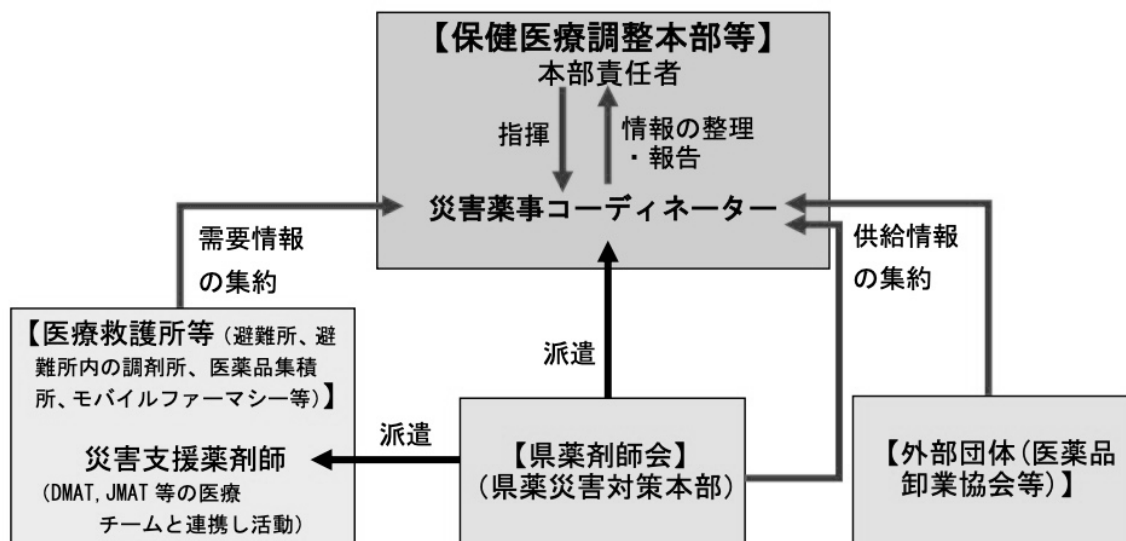 【保健医療調整本部等】
本部責任者
指揮
情報の整理
・報告
災害薬事コーディネーター
需要情報
の集約
供給情報
の集約
【医療救護所等（避難所、避
難所内の調剤所、医薬品集積
所、モバイルファーマシー等）】
災害支援薬剤師
（DMAT,JMAT 等の医療
チームと連携し活動）
派遣
派遣
【県薬剤師会】
（県薬災害対策本部）
【外部団体（医薬品
卸業協会等）】